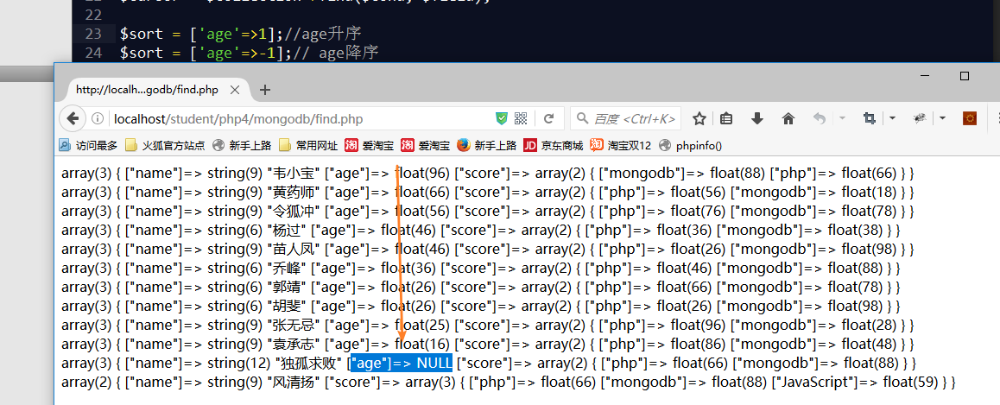 22
23 $sort = ['age'=>1];//age升序
24 $sort = ['age'=>-1];// age降序
http://localh...godb/find.php
localhost/student/php4/mongodb/find.php
百度 <Ctrl+K>
访问最多 火狐官方站点 新手上路 常用网址 淘 爱淘宝 淘 爱淘宝 新手上路 JD 京东商城 淘宝双12 phpinfo()
array(3) { ["name"]=> string(9) "韦小宝" ["age"]=> float(96) ["score"]=> array(2) { ["mongodb"]=> float(88) ["php"]=> float(66) } }
array(3) { ["name"]=> string(9) "黄药师" ["age"]=> float(66) ["score"]=> array(2) { ["php"]=> float(56) ["mongodb"]=> float(18) } }
array(3) { ["name"]=> string(9) "令狐冲" ["age"]=> float(56) ["score"]=> array(2) { ["php"]=> float(76) ["mongodb"]=> float(78) } }
array(3) { ["name"]=> string(6) "杨过" ["age"]=> float(46) ["score"]=> array(2) { ["php"]=> float(36) ["mongodb"]=> float(38) } }
array(3) { ["name"]=> string(9) "苗人凤" ["age"]=> float(46) ["score"]=> array(2) { ["php"]=> float(26) ["mongodb"]=> float(98) } }
array(3) { ["name"]=> string(6) "乔峰" ["age"]=> float(36) ["score"]=> array(2) { ["php"]=> float(46) ["mongodb"]=> float(88) } }
array(3) { ["name"]=> string(6) "郭靖" ["age"]=> float(26) ["score"]=> array(2) { ["php"]=> float(66) ["mongodb"]=> float(78) } }
array(3) { ["name"]=> string(6) "胡斐" ["age"]=> float(26) ["score"]=> array(2) { ["php"]=> float(26) ["mongodb"]=> float(98) } }
array(3) { ["name"]=> string(9) "张无忌" ["age"]=> float(25) ["score"]=> array(2) { ["php"]=> float(96) ["mongodb"]=> float(28) } }
array(3) { ["name"]=> string(9) "袁承志" ["age"]=> float(16) ["score"]=> array(2) { ["php"]=> float(86) ["mongodb"]=> float(48) } }
array(3) { ["name"]=> string(12) "独孤求败" ["age"]=> NULL ["score"]=> array(2) { ["php"]=> float(66) ["mongodb"]=> float(88) } }
array(2) { ["name"]=> string(9) "风清扬" ["score"]=> array(3) { ["php"]=> float(66) ["mongodb"]=> float(88) ["JavaScript"]=> float(59) } }